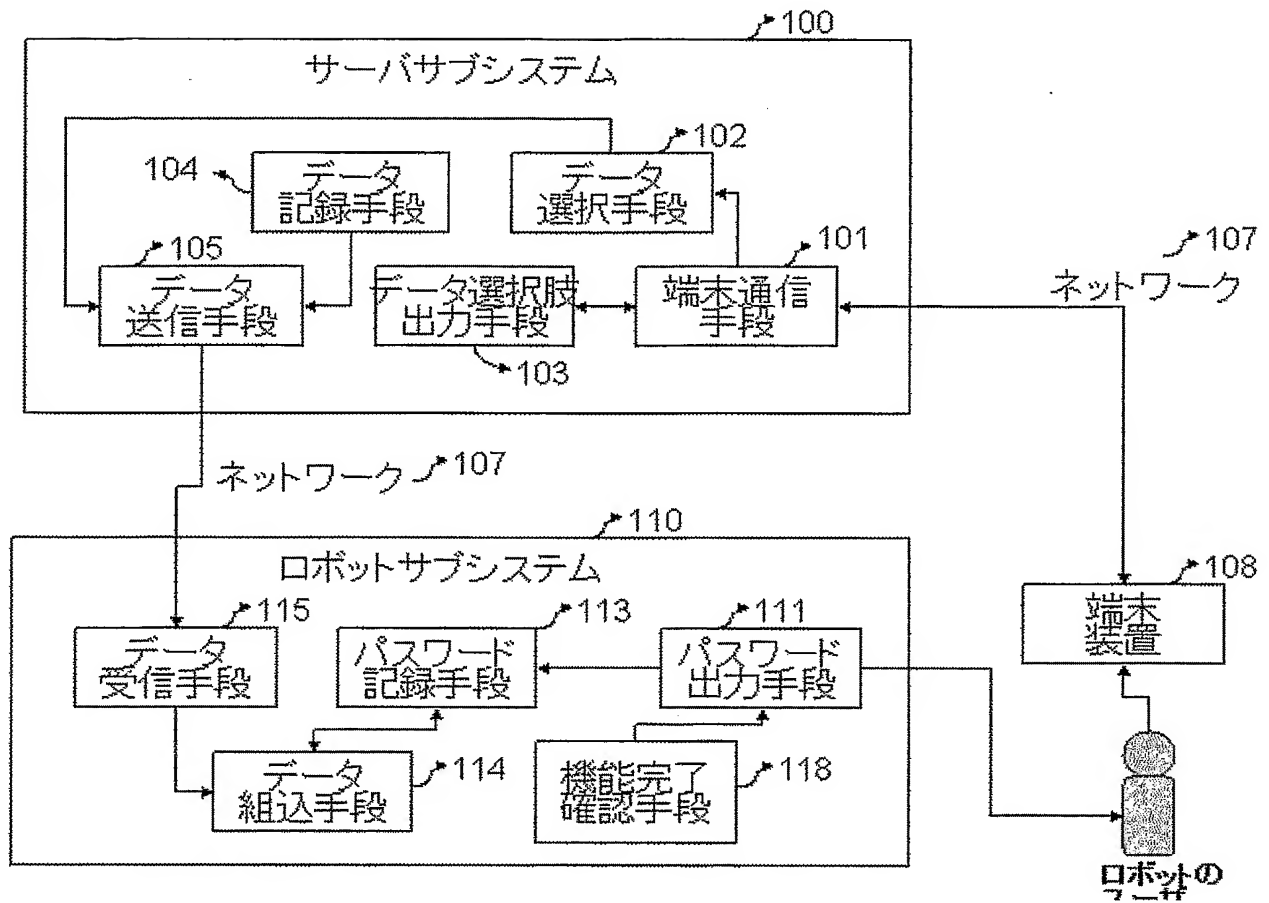 100
サーバサブシステム
102
104
データ
記録手段
データ
選択手段
105
101
107
ネットワーク
データ
送信手段
データ選択肢
出力手段
端末通信
手段
103
ネットワーク
107
110
ロボットサブシステム
108
端末
装置
115
113
111
データ
受信手段
パスワード
記録手段
パスワード
出力手段
データ
組込手段
114
機能完了
確認手段
118
ロボットの